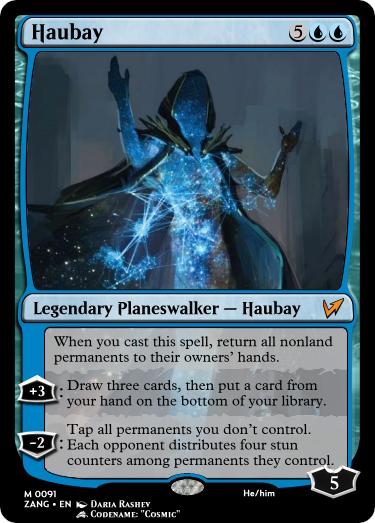 Haubay 5
Legendary Planeswalker — Haubay
When you cast this spell, return all nonland
permanents to their owners' hands.
+3: Draw three cards, then put a card from
your hand on the bottom of your library.
-2: Tap all permanents you don't control.
Each opponent distributes four stun
counters among permanents they control.
5
M 0091 He/him
ZANG • EN Daria Rashev
Codename: "Cosmic"